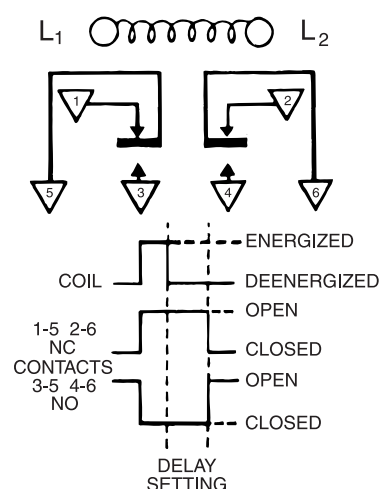 L1 L2
1 2
5 3 4 6
ENERGIZED
COIL DEENERGIZED
OPEN
1-5 2-6
NC CLOSED
CONTACTS OPEN
3-5 4-6
NO CLOSED
DELAY
SETTING